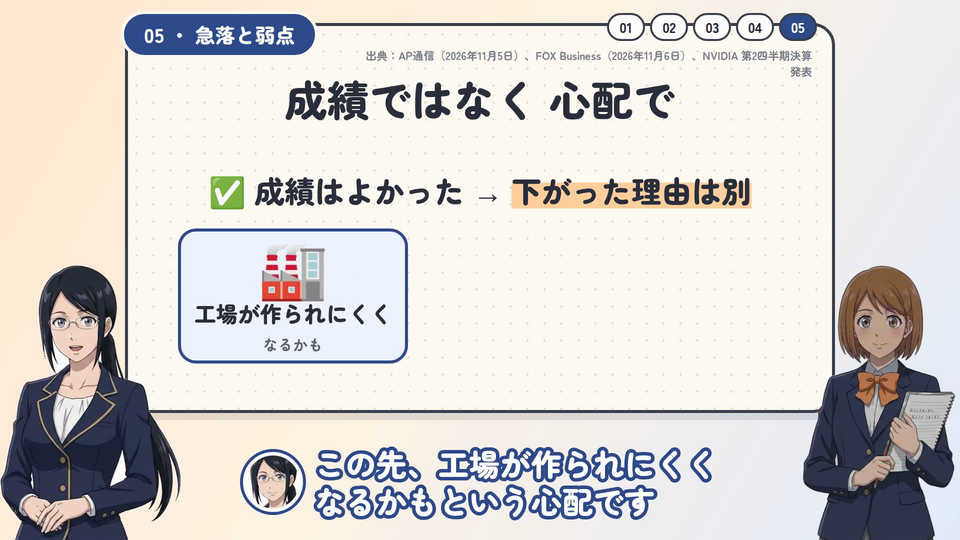 05 ・ 急落と弱点
01 02 03 04 05
出典：AP通信（2026年11月5日）、FOX Business（2026年11月6日）、NVIDIA 第2四半期決算
発表
成績ではなく 心配で
✅ 成績はよかった → 下がった理由は別
工場が作られにくく
なるかも
この先、工場が作られにくく
なるかもという心配です